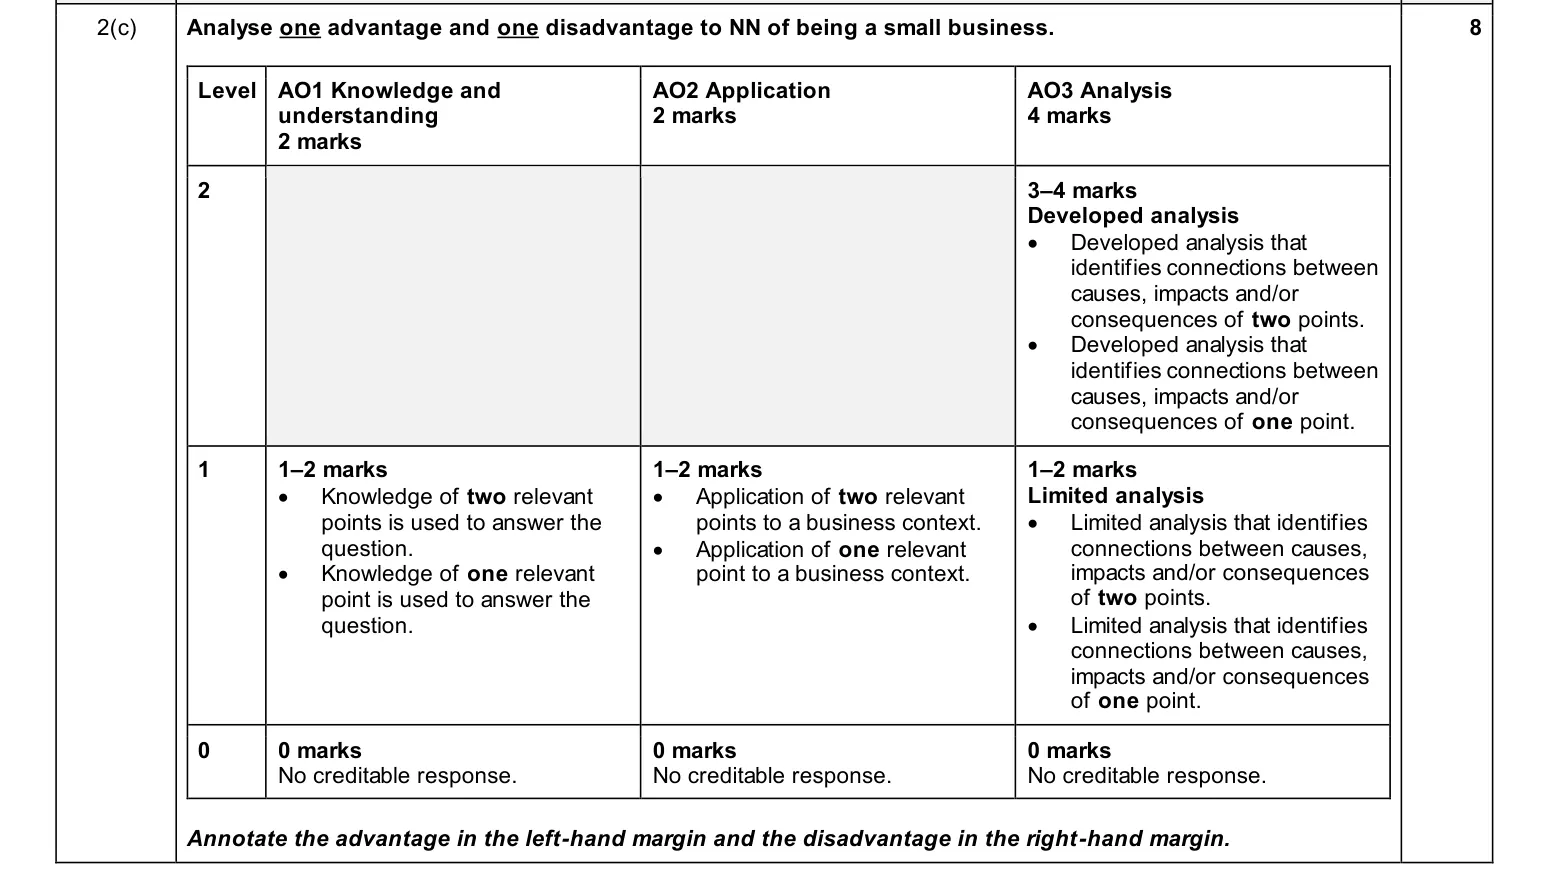 2(c)
Analyse one advantage and one disadvantage to NN of being a small business.
8
Level
AO1 Knowledge and
understanding
2 marks
AO2 Application
2 marks
AO3 Analysis
4 marks
2
3–4 marks
Developed analysis
• Developed analysis that
identifies connections between
causes, impacts and/or
consequences of two points.
• Developed analysis that
identifies connections between
causes, impacts and/or
consequences of one point.
1
1–2 marks
• Knowledge of two relevant
points is used to answer the
question.
• Knowledge of one relevant
point is used to answer the
question.
1–2 marks
• Application of two relevant
points to a business context.
• Application of one relevant
point to a business context.
1–2 marks
Limited analysis
• Limited analysis that identifies
connections between causes,
impacts and/or consequences
of two points.
• Limited analysis that identifies
connections between causes,
impacts and/or consequences
of one point.
0
0 marks
No creditable response.
0 marks
No creditable response.
0 marks
No creditable response.
Annotate the advantage in the left-hand margin and the disadvantage in the right-hand margin.